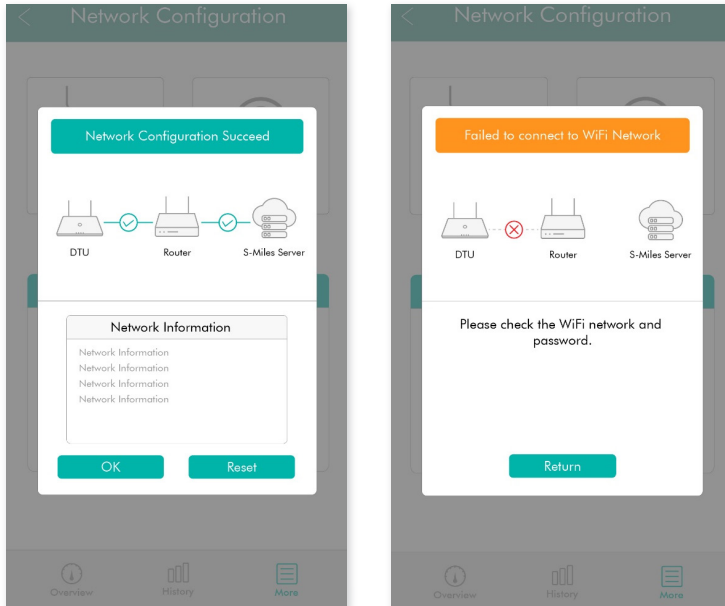 Network Configuration
Network Configuration Succeed
DTU
Router
S-Miles Server
Network Information
Network Information
Network Information
Network Information
Network Information
OK
Reset
Overview
History
More
Network Configuration
Failed to connect to WiFi Network
DTU
Router
S-Miles Server
Please check the WiFi network and
password.
Return
Overview
History
More